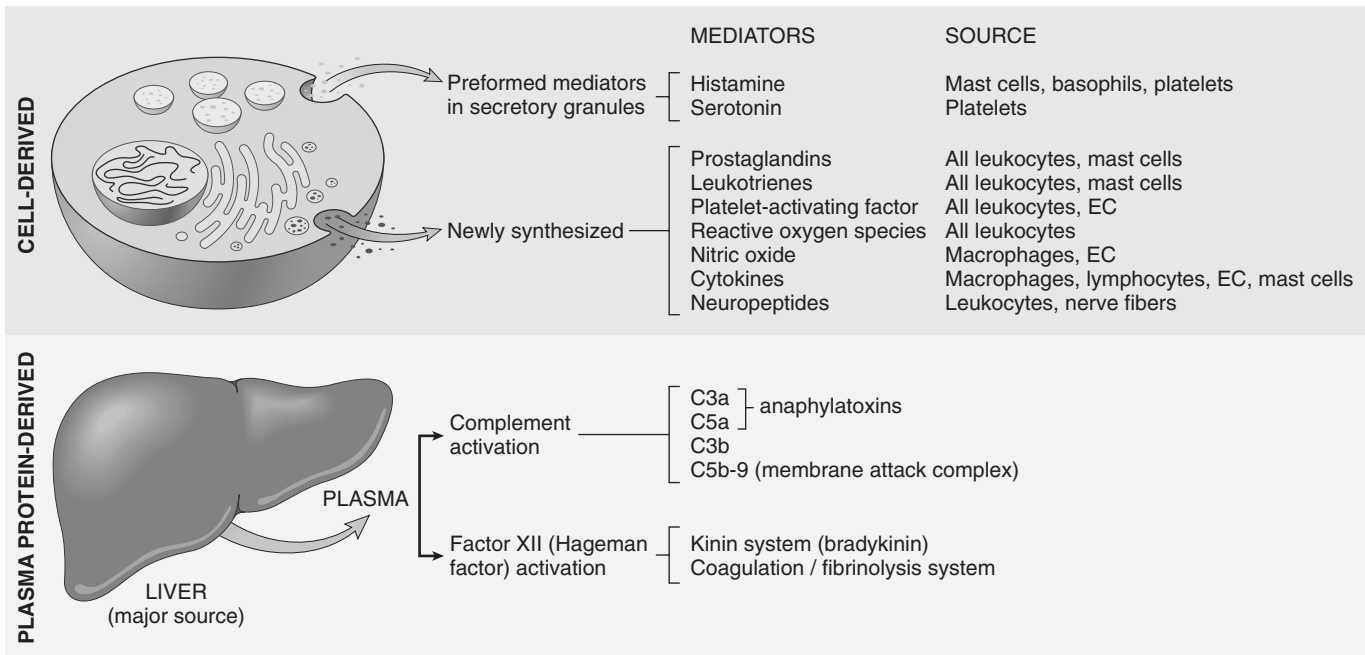 MEDIATORS SOURCE
CELL-DERIVED
Preformed mediators
in secretory granules
Histamine Mast cells, basophils, platelets
Serotonin Platelets
Newly synthesized
Prostaglandins All leukocytes, mast cells
Leukotrienes All leukocytes, mast cells
Platelet-activating factor All leukocytes, EC
Reactive oxygen species All leukocytes
Nitric oxide Macrophages, EC
Cytokines Macrophages, lymphocytes, EC, mast cells
Neuropeptides Leukocytes, nerve fibers
PLASMA PROTEIN-DERIVED
LIVER
(major source)
PLASMA
Complement
activation
C3a
C5a
anaphylatoxins
C3b
C5b-9 (membrane attack complex)
Factor XII (Hageman
factor) activation
Kinin system (bradykinin)
Coagulation / fibrinolysis system